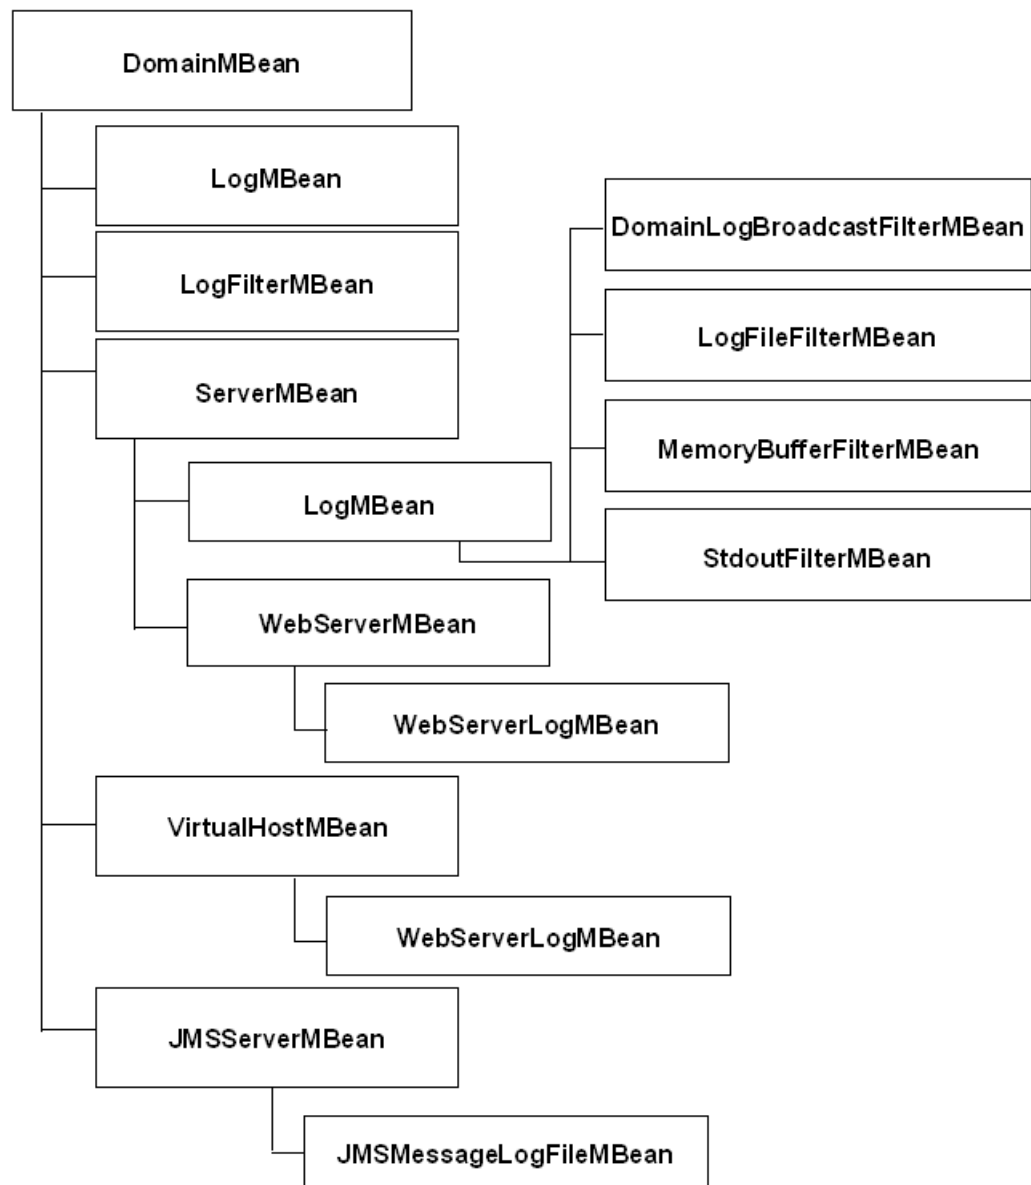 DomainMBean
LogMBean
LogFilterMBean
ServerMBean
LogMBean
DomainLogBroadcastFilterMBean
LogFileFilterMBean
MemoryBufferFilterMBean
StdoutFilterMBean
WebServerMBean
WebServerLogMBean
VirtualHostMBean
WebServerLogMBean
JMSServerMBean
JMSMessageLogFileMBean